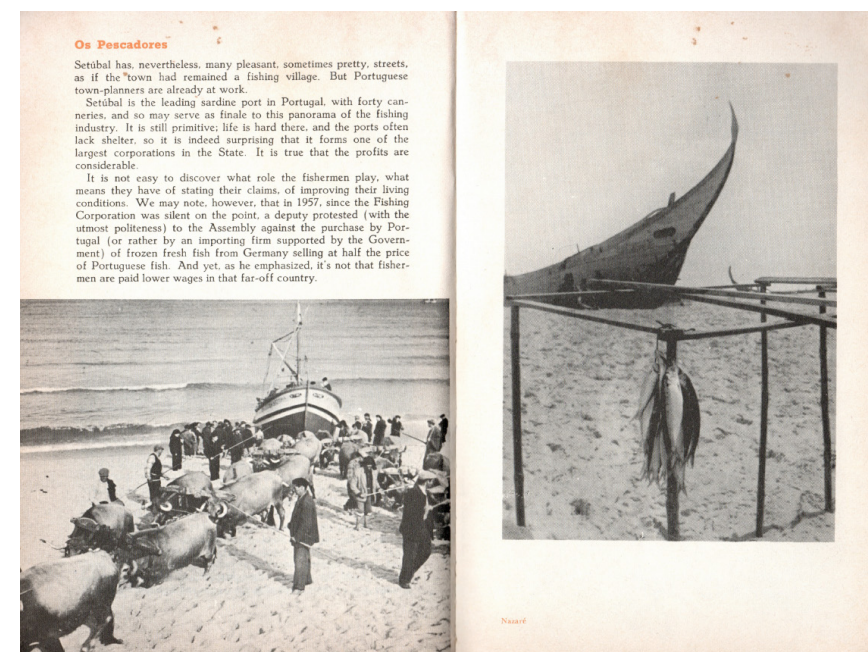 Os Pescadores
Setúbal has, nevertheless, many pleasant, sometimes pretty, streets,
as if the town had remained a fishing village. But Portuguese
town-planners are already at work.
Setúbal is the leading sardine port in Portugal, with forty can-
neries, and so may serve as finale to this panorama of the fishing
industry. It is still primitive; life is hard there, and the ports often
lack shelter, so it is indeed surprising that it forms one of the
largest corporations in the State. It is true that the profits are
considerable.
It is not easy to discover what role the fishermen play, what
means they have of stating their claims, of improving their living
conditions. We may note, however, that in 1957, since the Fishing
Corporation was silent on the point, a deputy protested (with the
utmost politeness) to the Assembly against the purchase by Por-
tugal (or rather by an importing firm supported by the Govern-
ment) of frozen fresh fish from Germany selling at half the price
of Portuguese fish. And yet, as he emphasized, it's not that fisher-
men are paid lower wages in that far-off country.
Nazaré